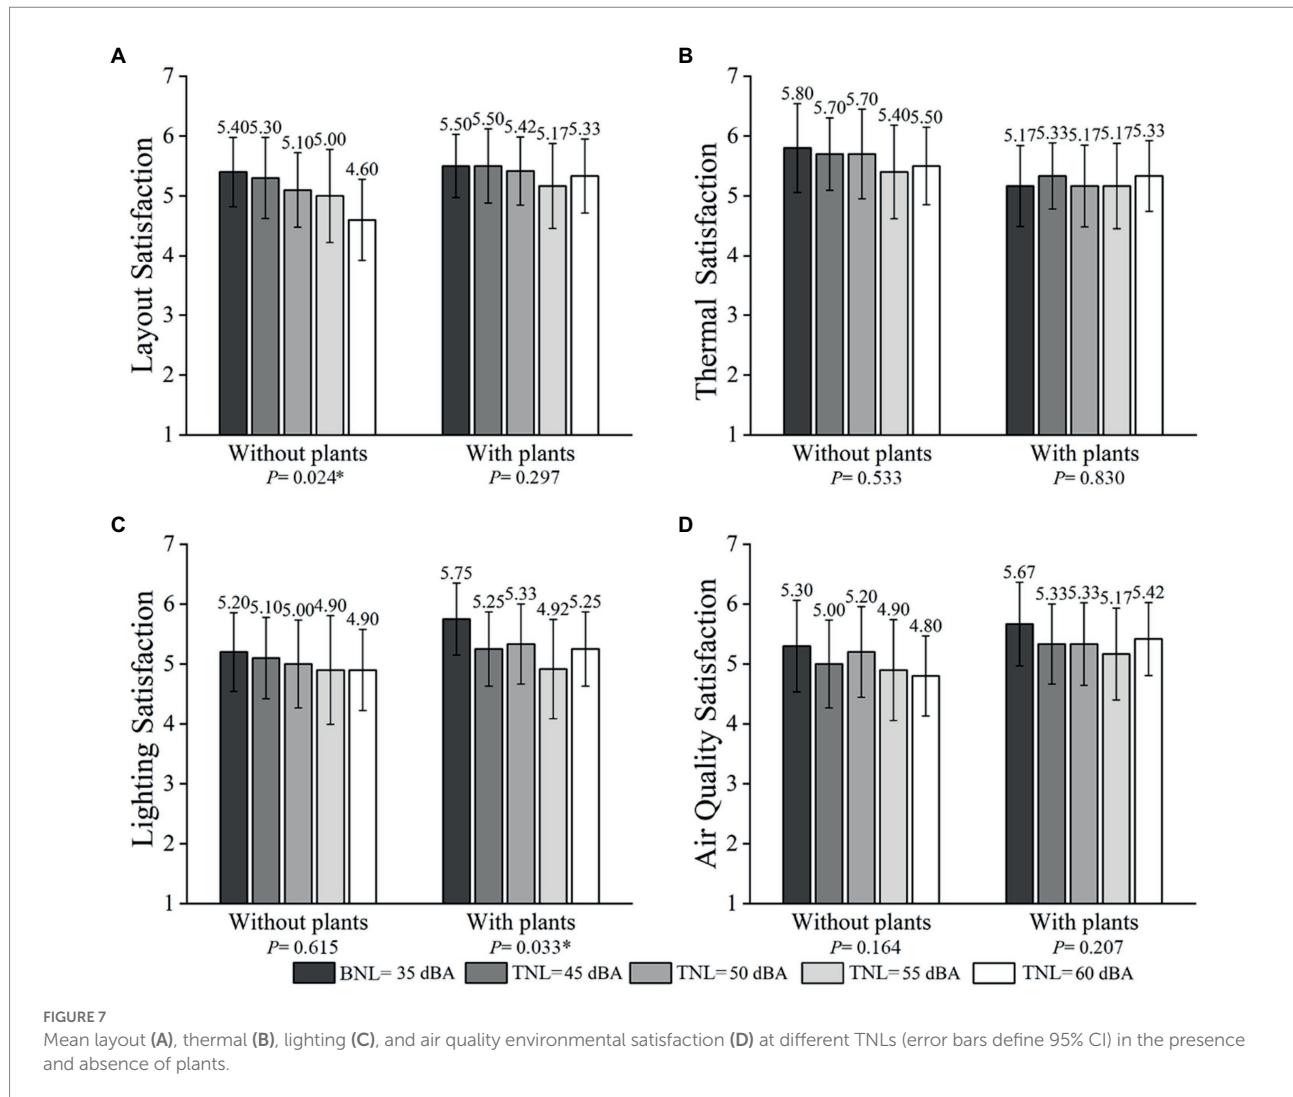 A
7
6
5
4
3
2
1
Layout Satisfaction
5.40 5.30 5.10 5.00 4.60
5.50 5.50 5.42 5.17 5.33
Without plants With plants
P= 0.024* P= 0.297
B
7
6
5
4
3
2
1
Thermal Satisfaction
5.80 5.70 5.70 5.40 5.50
5.17 5.33 5.17 5.17 5.33
Without plants With plants
P= 0.533 P= 0.830
C
7
6
5
4
3
2
1
Lighting Satisfaction
5.20 5.10 5.00 4.90 4.90
5.75 5.25 5.33 4.92 5.25
Without plants With plants
P= 0.615 P= 0.033*
D
7
6
5
4
3
2
1
Air Quality Satisfaction
5.30 5.00 5.20 4.90 4.80
5.67 5.33 5.33 5.17 5.42
Without plants With plants
P= 0.164 P= 0.207
BNL= 35 dBA TNL=45 dBA TNL=50 dBA TNL=55 dBA TNL=60 dBA
FIGURE 7
Mean layout (A), thermal (B), lighting (C), and air quality environmental satisfaction (D) at different TNLs (error bars define 95% CI) in the presence
and absence of plants.